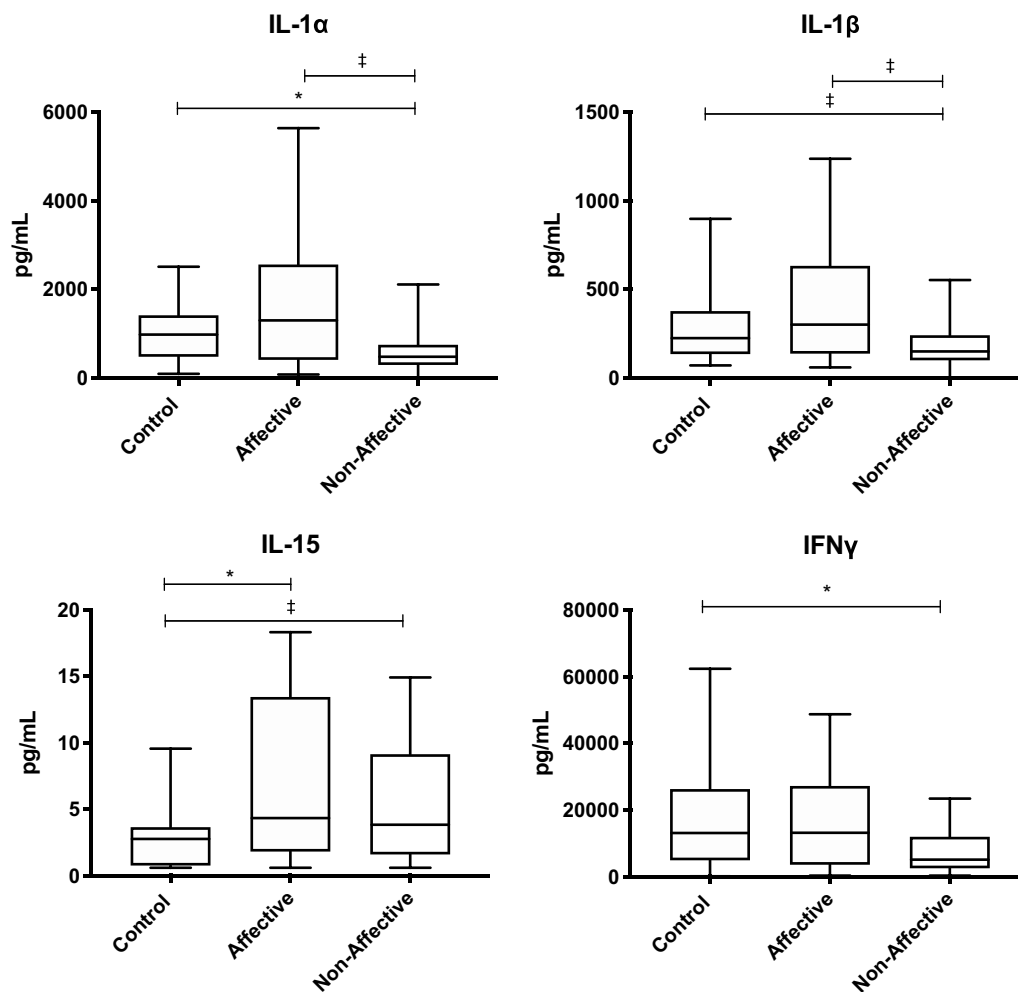 IL-1α
‡
*
6000
4000
2000
0
pg/mL
Control
Affective
Non-Affective
IL-1β
‡
‡
1500
1000
500
0
pg/mL
Control
Affective
Non-Affective
IL-15
*
‡
20
15
10
5
0
pg/mL
Control
Affective
Non-Affective
IFNγ
*
80000
60000
40000
20000
0
pg/mL
Control
Affective
Non-Affective